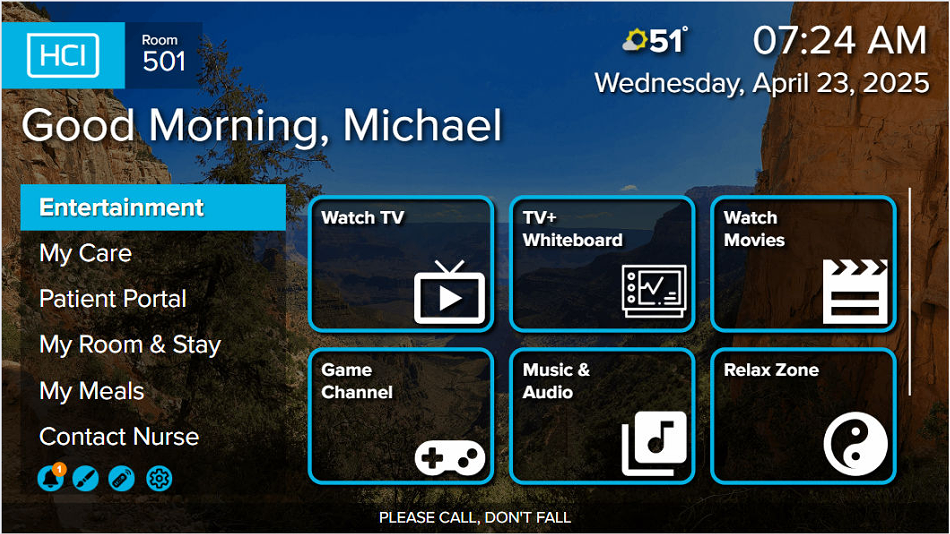 HCI
Room
501
51°
07:24 AM
Wednesday, April 23, 2025
Good Morning, Michael
Entertainment
My Care
Patient Portal
My Room & Stay
My Meals
Contact Nurse
1
Watch TV
TV+
Whiteboard
Watch
Movies
Game
Channel
Music &
Audio
Relax Zone
PLEASE CALL, DON'T FALL